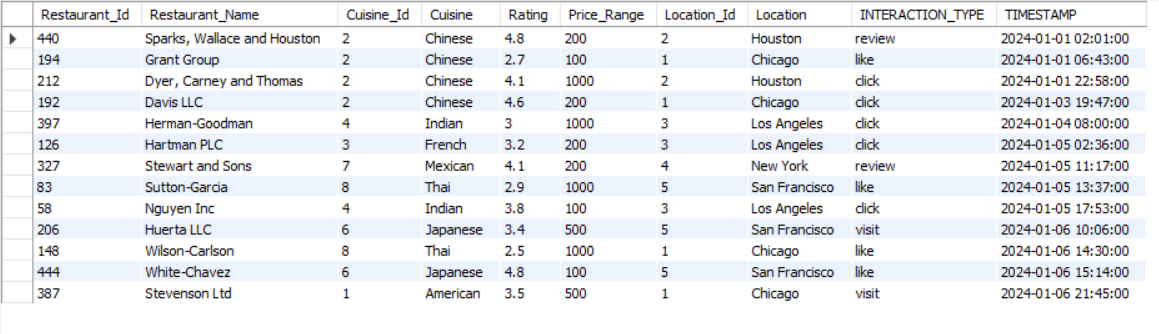 Restaurant_Id Restaurant_Name Cuisine_Id Cuisine Rating Price_Range Location_Id Location INTERACTION_TYPE TIMESTAMP
440 Sparks, Wallace and Houston 2 Chinese 4.8 200 2 Houston review 2024-01-01 02:01:00
194 Grant Group 2 Chinese 2.7 100 1 Chicago like 2024-01-01 06:43:00
212 Dyer, Carney and Thomas 2 Chinese 4.1 1000 2 Houston click 2024-01-01 22:58:00
192 Davis LLC 2 Chinese 4.6 200 1 Chicago click 2024-01-03 19:47:00
397 Herman-Goodman 4 Indian 3 1000 3 Los Angeles click 2024-01-04 08:00:00
126 Hartman PLC 3 French 3.2 200 3 Los Angeles click 2024-01-05 02:36:00
327 Stewart and Sons 7 Mexican 4.1 200 4 New York review 2024-01-05 11:17:00
83 Sutton-Garcia 8 Thai 2.9 1000 5 San Francisco like 2024-01-05 13:37:00
58 Nguyen Inc 4 Indian 3.8 100 3 Los Angeles click 2024-01-05 17:53:00
206 Huerta LLC 6 Japanese 3.4 500 5 San Francisco visit 2024-01-06 10:06:00
148 Wilson-Carlson 8 Thai 2.5 1000 1 Chicago like 2024-01-06 14:30:00
444 White-Chavez 6 Japanese 4.8 100 5 San Francisco like 2024-01-06 15:14:00
387 Stevenson Ltd 1 American 3.5 500 1 Chicago visit 2024-01-06 21:45:00